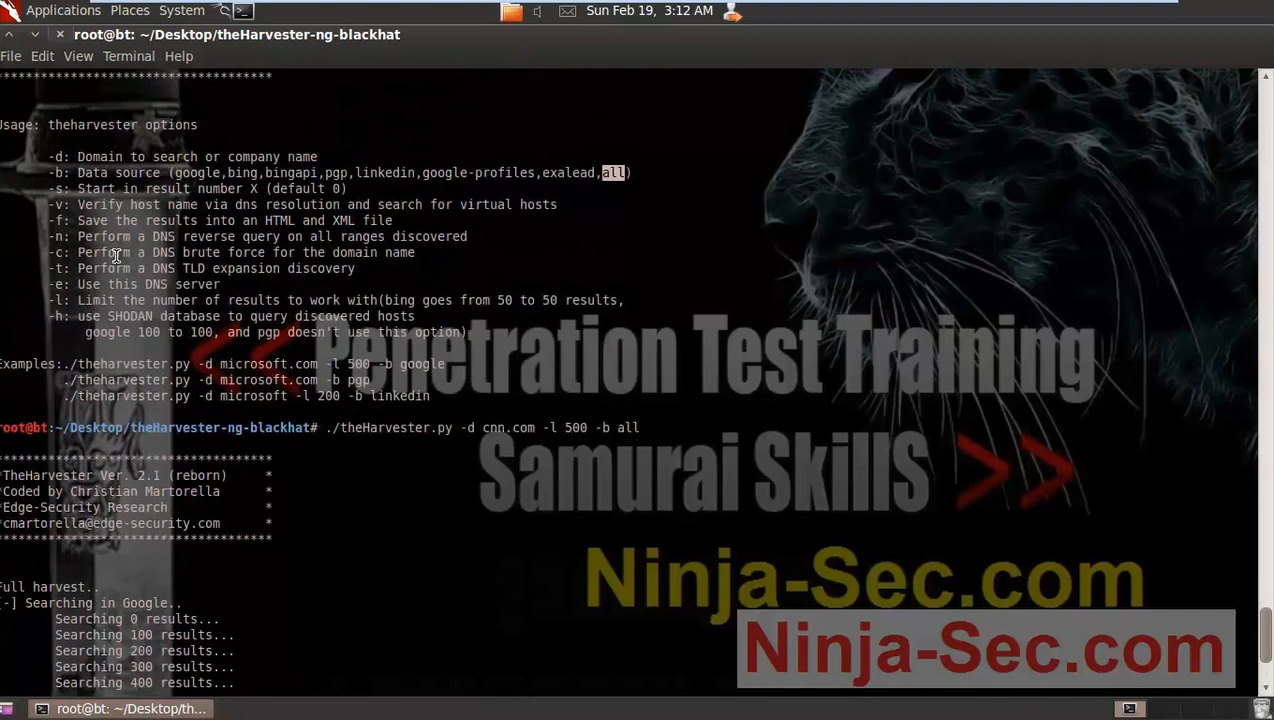 Applications Places System Sun Feb 19, 3:12 AM
root@bt: ~/Desktop/theHarvester-ng-blackhat
File Edit View Terminal Help
*************************************
Usage: theharvester options
-d: Domain to search or company name
-b: Data source (google,bing,bingapi,pgp,linkedin,google-profiles,exalead,all)
-s: Start in result number X (default 0)
-v: Verify host name via dns resolution and search for virtual hosts
-f: Save the results into an HTML and XML file
-n: Perform a DNS reverse query on all ranges discovered
-c: Perform a DNS brute force for the domain name
-t: Perform a DNS TLD expansion discovery
-e: Use this DNS server
-l: Limit the number of results to work with(bing goes from 50 to 50 results,
-h: use SHODAN database to query discovered hosts
google 100 to 100, and pgp doesn't use this option)
Examples:./theharvester.py -d microsoft.com -l 500 -b google
./theharvester.py -d microsoft.com -b pgp
./theharvester.py -d microsoft -l 200 -b linkedin
root@bt:~/Desktop/theHarvester-ng-blackhat# ./theHarvester.py -d cnn.com -l 500 -b all
*************************************
*TheHarvester Ver. 2.1 (reborn) *
*Coded by Christian Martorella *
*Edge-Security Research *
*cmartorella@edge-security.com *
*************************************
Full harvest..
[-] Searching in Google..
Searching 0 results...
Searching 100 results...
Searching 200 results...
Searching 300 results...
Searching 400 results...
<< Penetration Test Training
Samurai SkillS >>
Ninja-Sec.com
Ninja-Sec.com
root@bt: ~/Desktop/th...